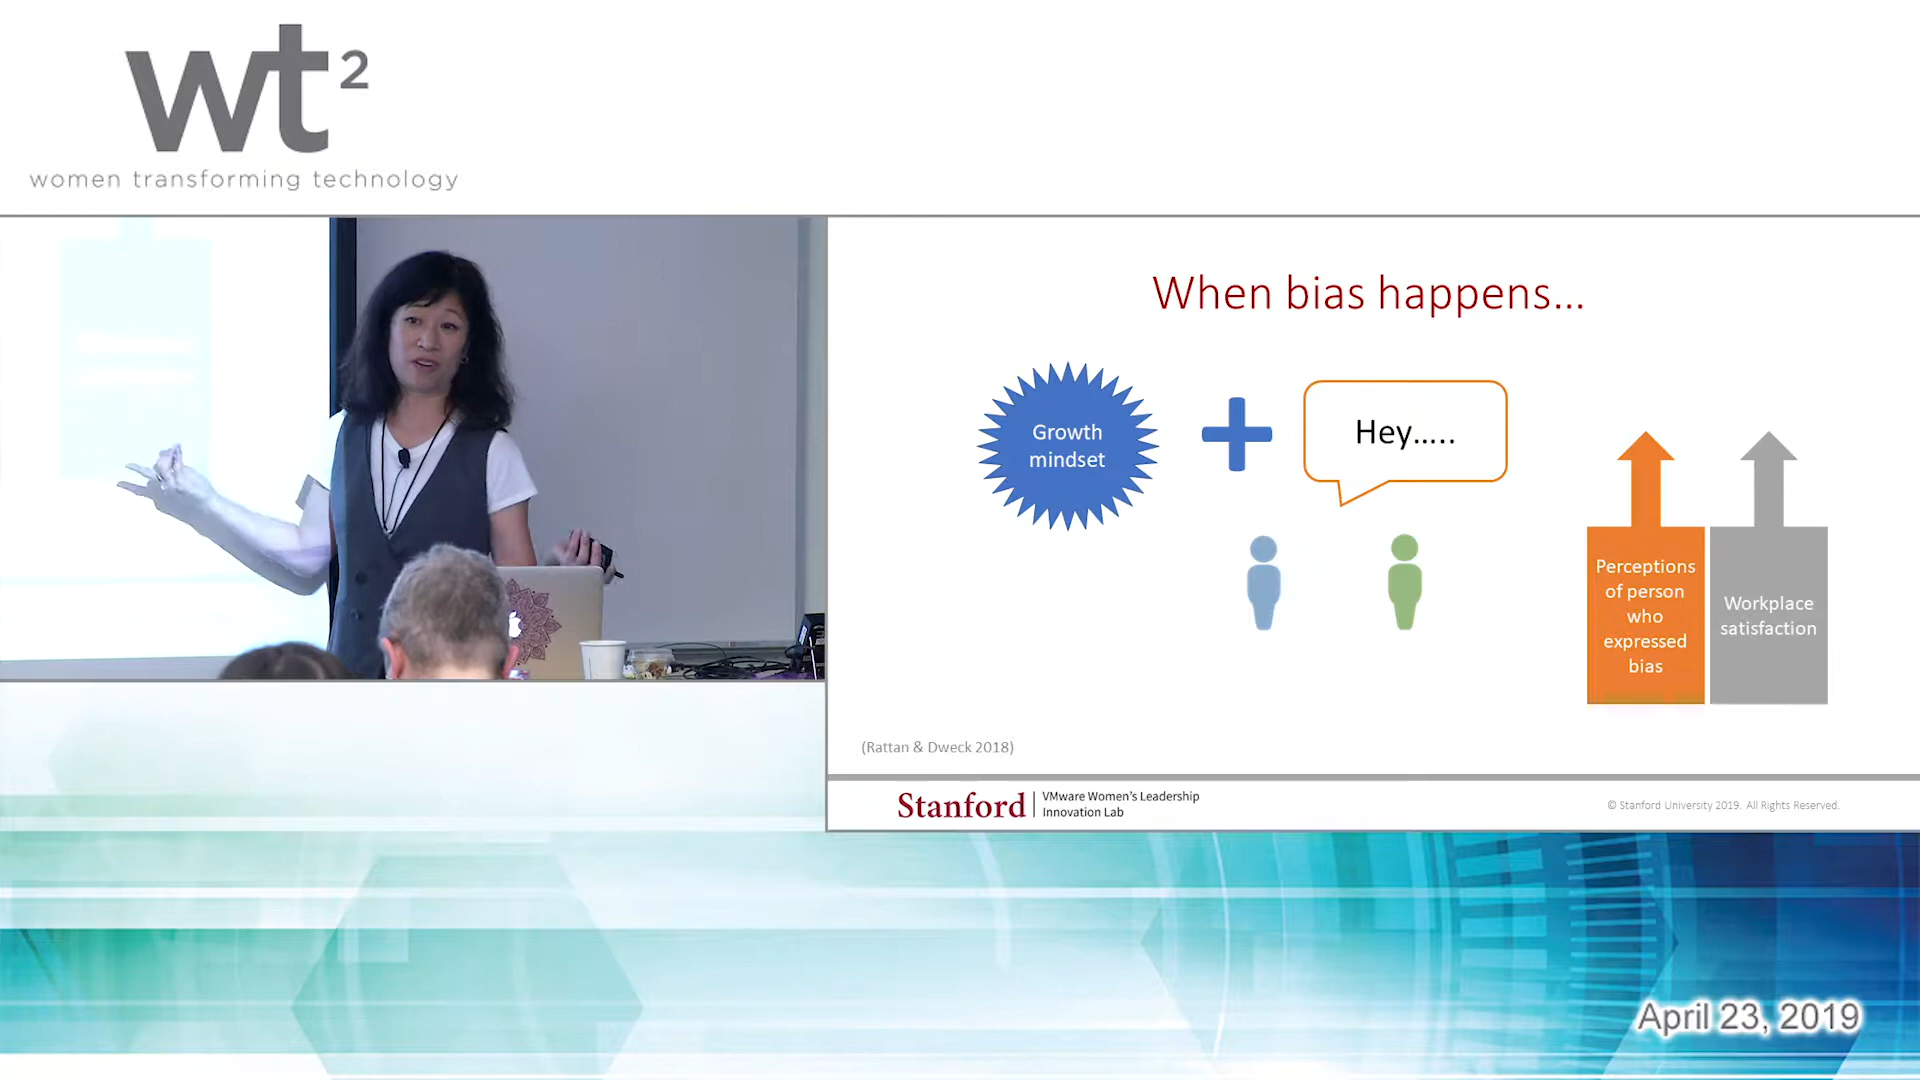 wt2
women transforming technology
When bias happens...
Growth
mindset
Hey.....
Perceptions
of person
who
expressed
bias
Workplace
satisfaction
(Rattan & Dweck 2018)
Stanford
VMware Women's Leadership
Innovation Lab
© Stanford University 2019. All Rights Reserved.
April 23, 2019